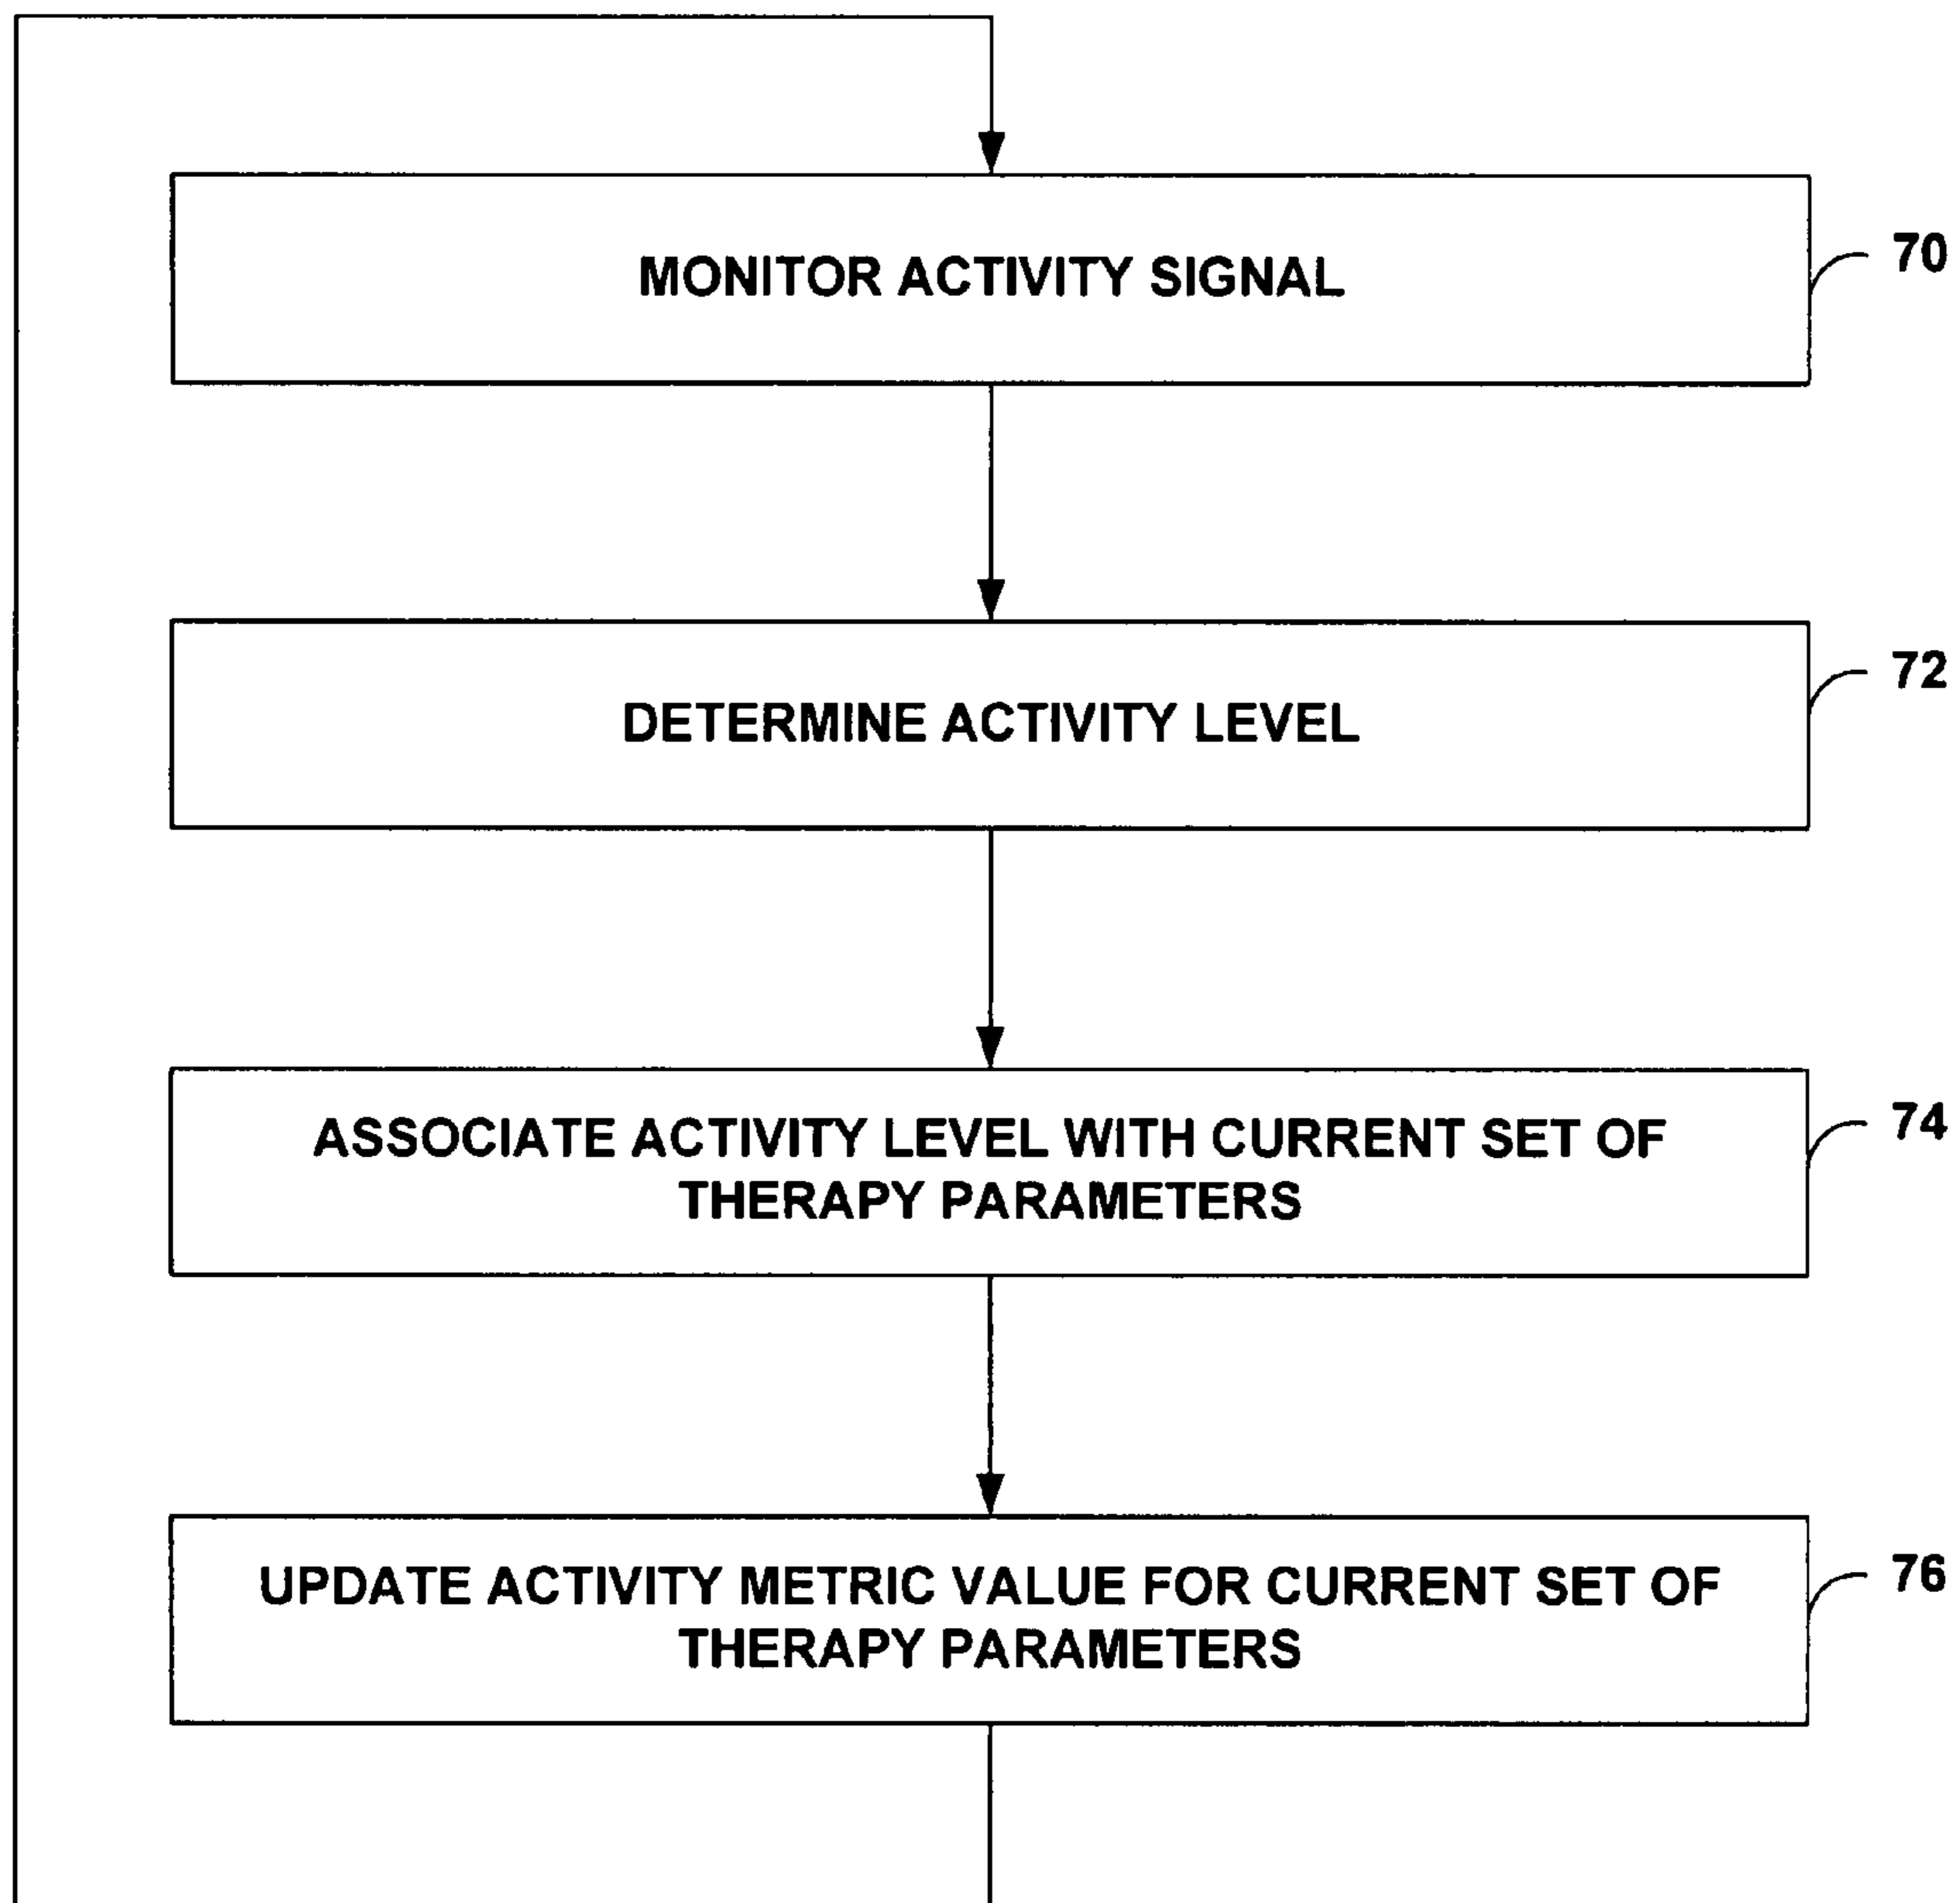 MONITOR ACTIVITY SIGNAL
70
DETERMINE ACTIVITY LEVEL
72
ASSOCIATE ACTIVITY LEVEL WITH CURRENT SET OF
THERAPY PARAMETERS
74
UPDATE ACTIVITY METRIC VALUE FOR CURRENT SET OF
THERAPY PARAMETERS
76